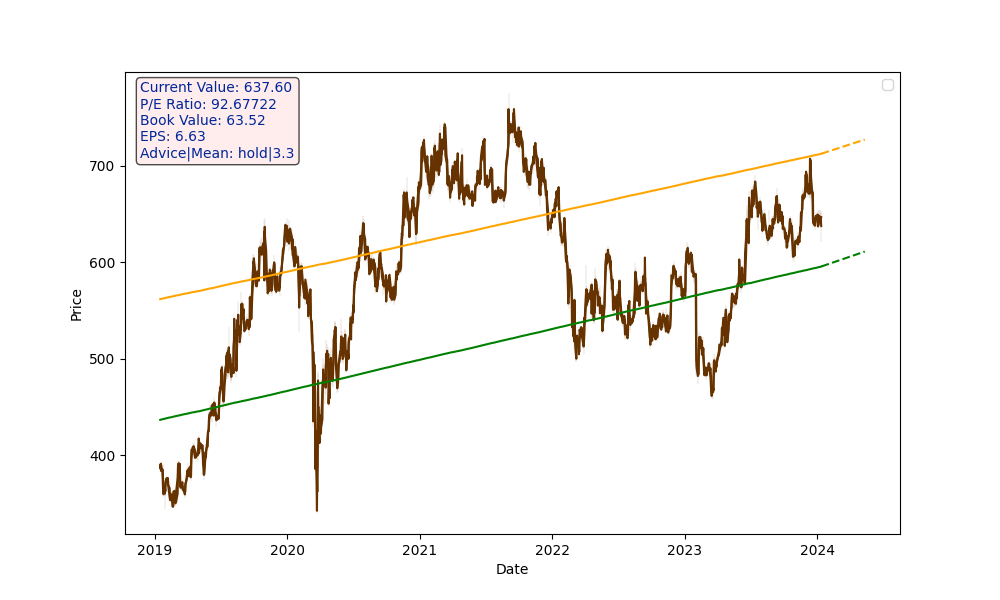 Current Value: 637.60
P/E Ratio: 92.67722
Book Value: 63.52
EPS: 6.63
Advice|Mean: hold|3.3
700
600
500
400
Price
2019 2020 2021 2022 2023 2024
Date